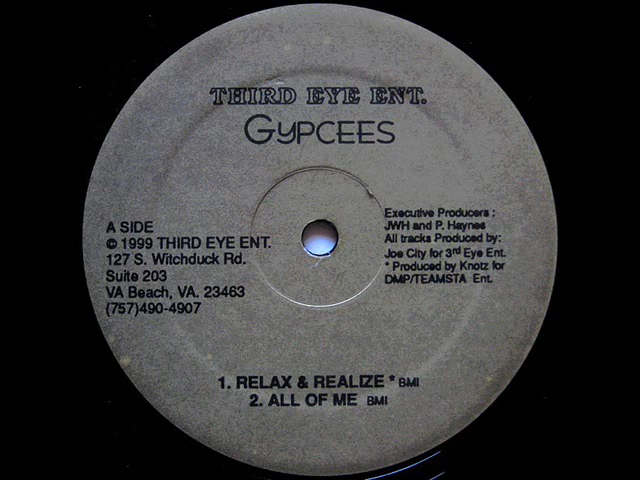 THIRD EYE ENT.
GYPCEES
A SIDE
© 1999 THIRD EYE ENT.
127 S. Witchduck Rd.
Suite 203
VA Beach, VA. 23463
(757)490-4907
Executive Producers :
JWH and P. Haynes
All tracks Produced by:
Joe City for 3rd Eye Ent.
* Produced by Knotz for
DMP/TEAMSTA Ent.
1. RELAX & REALIZE * BMI
2. ALL OF ME BMI